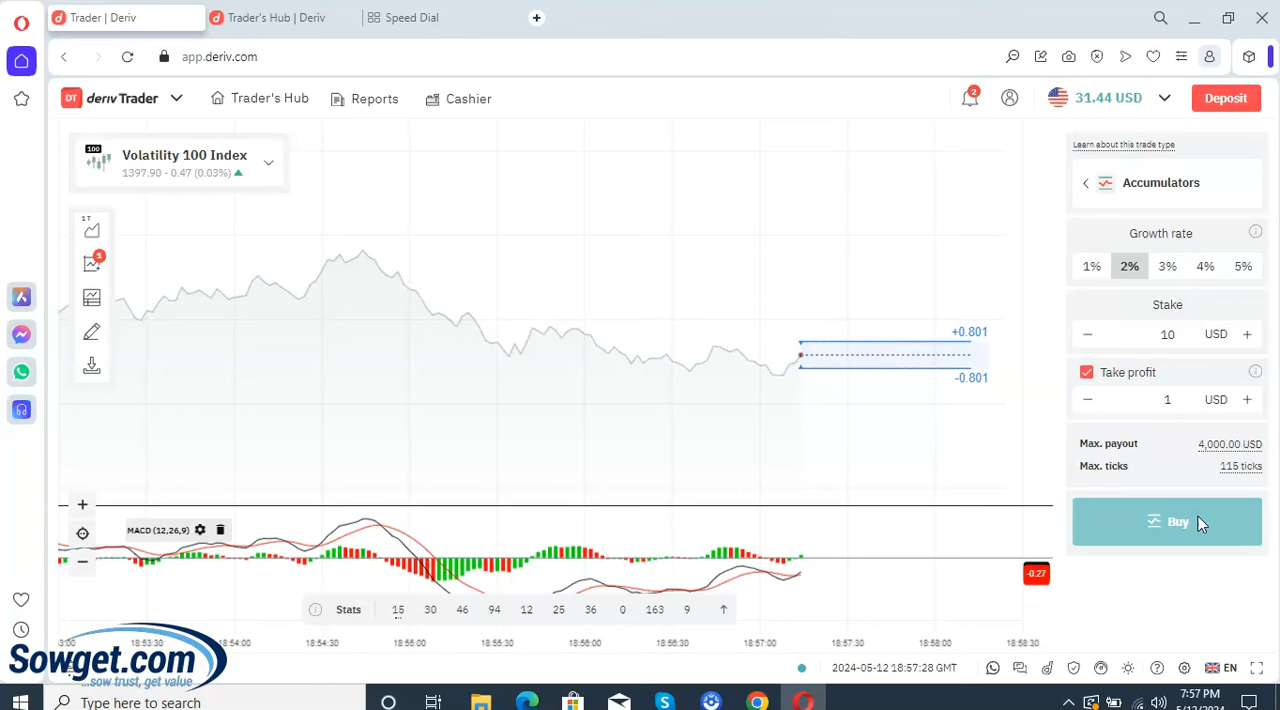 Trader | Deriv
Trader's Hub | Deriv
Speed Dial
app.deriv.com
DT deriv Trader
Trader's Hub
Reports
Cashier
2
31.44 USD
Deposit
100
Volatility 100 Index
1397.90 - 0.47 (0.03%)
1T
1
+0.801
-0.801
Learn about this trade type
Accumulators
Growth rate
1% 2% 3% 4% 5%
Stake
− 10 USD +
Take profit
− 1 USD +
Max. payout 4,000.00 USD
Max. ticks 115 ticks
Buy
MACD (12,26,9)
-0.27
Stats 15 30 46 94 12 25 36 0 163 9
53:00 18:53:30 18:54:00 18:54:30 18:55:00 18:55:30 18:56:00 18:56:30 18:57:00 18:57:30 18:58:00 18:58:30
2024-05-12 18:57:28 GMT
EN
Sowget.com
...sow trust, get value
Type here to search
7:57 PM